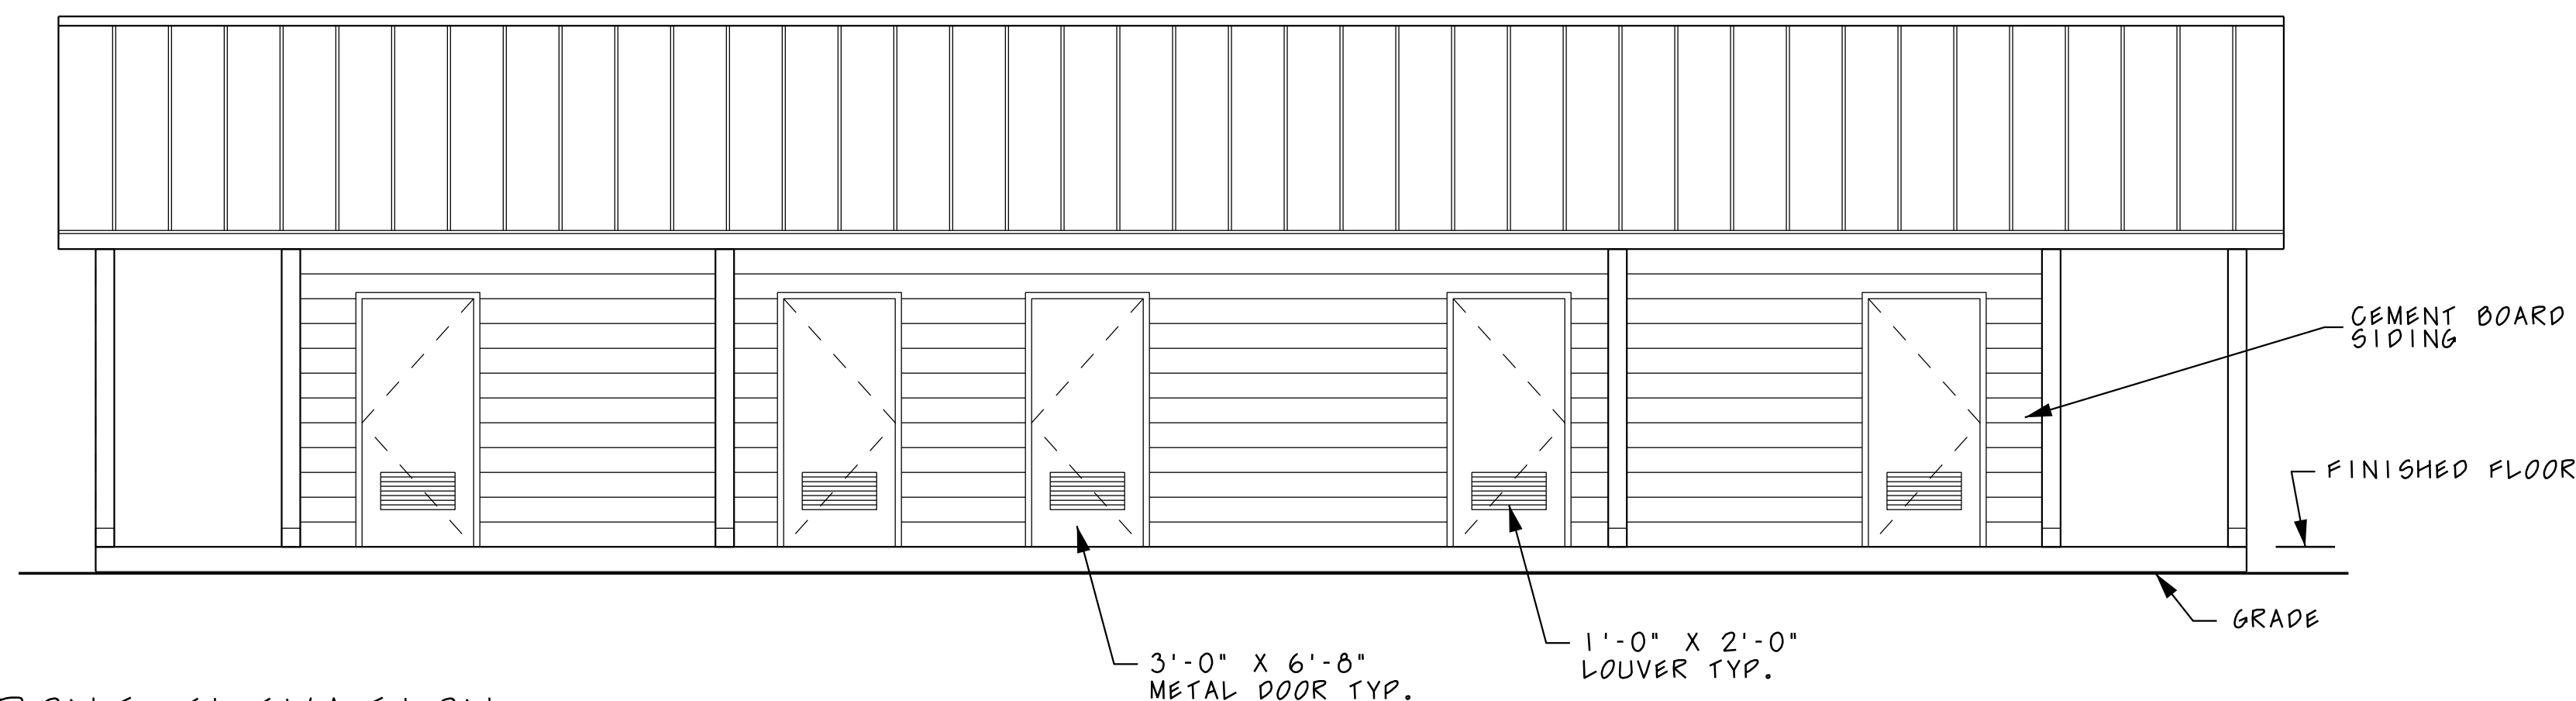 CEMENT BOARD
SIDING
FINISHED FLOOR
GRADE
1'-0" X 2'-0"
LOUVER TYP.
3'-0" X 6'-8"
METAL DOOR TYP.